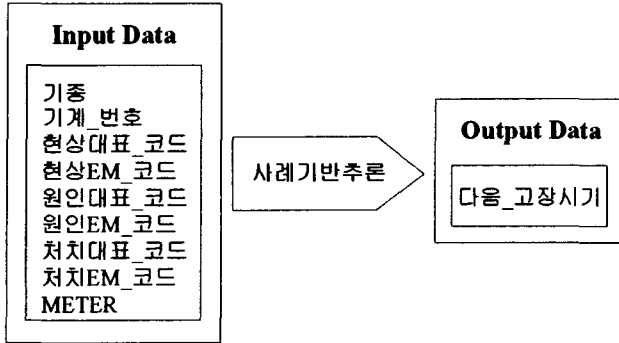 Input Data
기종
기계_번호
현상대표_코드
현상EM_코드
원인대표_코드
원인EM_코드
처치대표_코드
처치EM_코드
METER
사례기반추론
Output Data
다음_고장시기